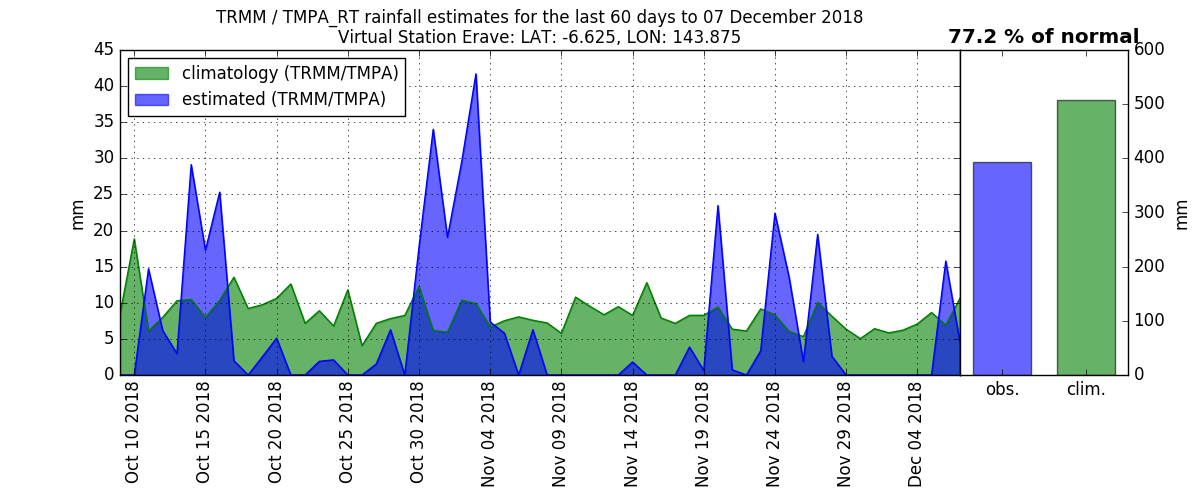 TRMM / TMPA_RT rainfall estimates for the last 60 days to 07 December 2018
Virtual Station Erave: LAT: -6.625, LON: 143.875
77.2 % of normal
climatology (TRMM/TMPA)
estimated (TRMM/TMPA)
45
40
35
30
25
20
15
10
5
0
mm
Oct 10 2018
Oct 15 2018
Oct 20 2018
Oct 25 2018
Oct 30 2018
Nov 04 2018
Nov 09 2018
Nov 14 2018
Nov 19 2018
Nov 24 2018
Nov 29 2018
Dec 04 2018
obs.
clim.
600
500
400
300
200
100
0
mm